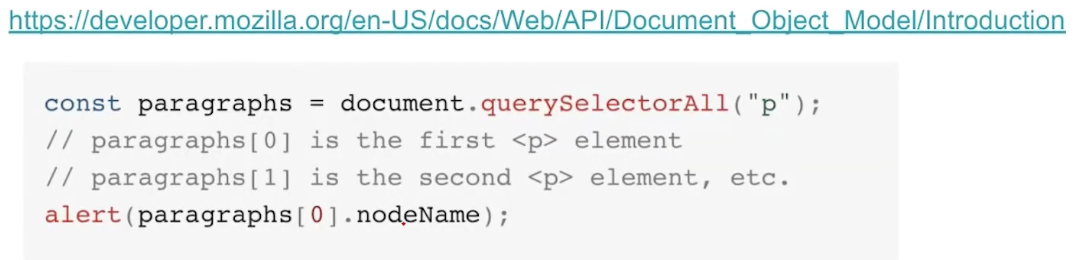 https://developer.mozilla.org/en-US/docs/Web/API/Document_Object_Model/Introduction
const paragraphs = document.querySelectorAll("p");
// paragraphs[0] is the first <p> element
// paragraphs[1] is the second <p> element, etc.
alert(paragraphs[0].nodeName);